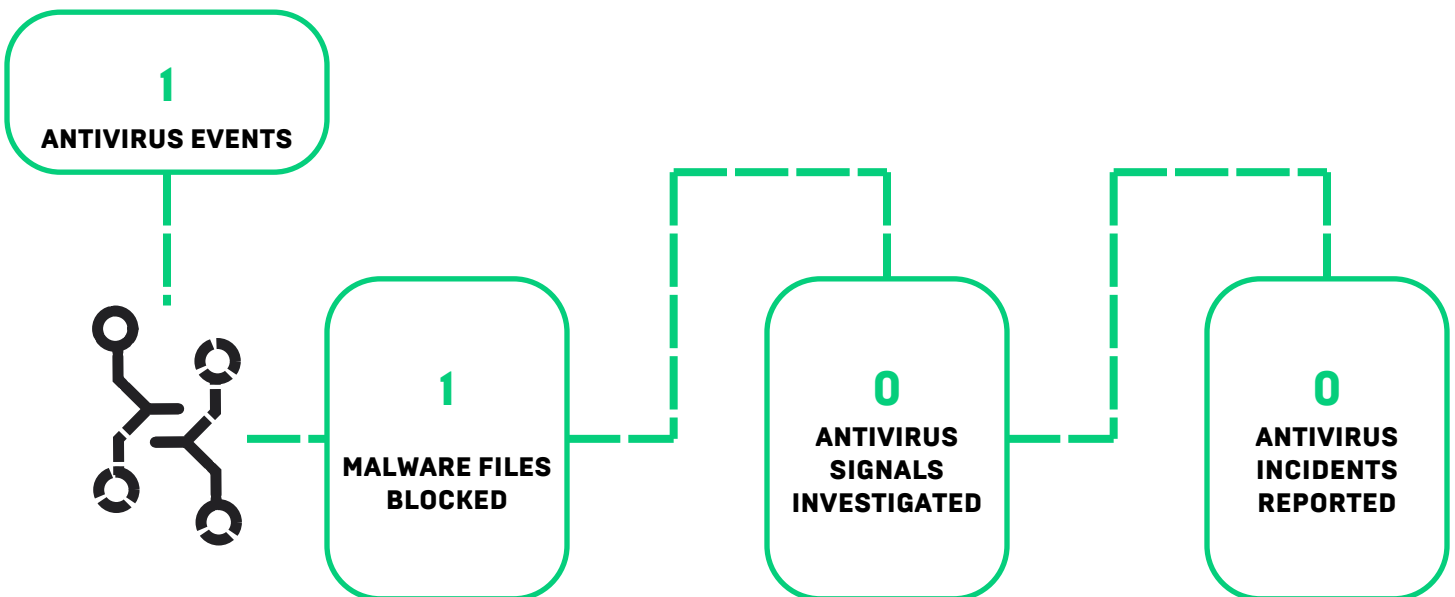 1
ANTIVIRUS EVENTS
1
MALWARE FILES
BLOCKED
0
ANTIVIRUS
SIGNALS
INVESTIGATED
0
ANTIVIRUS
INCIDENTS
REPORTED